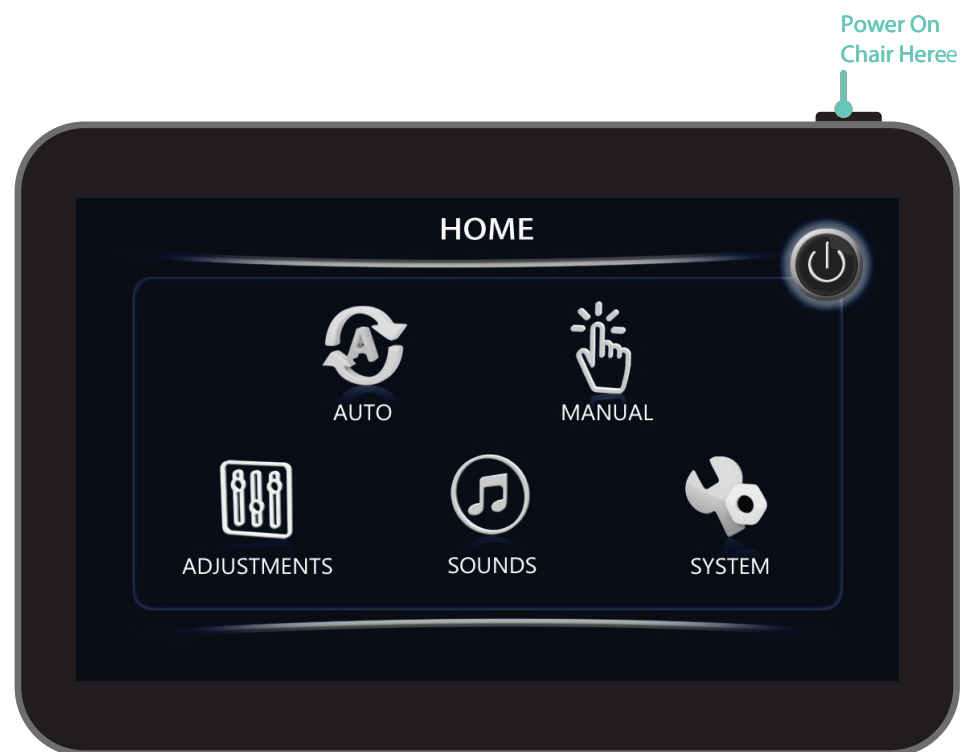 Power On
Chair Heree
HOME
AUTO MANUAL
ADJUSTMENTS SOUNDS SYSTEM